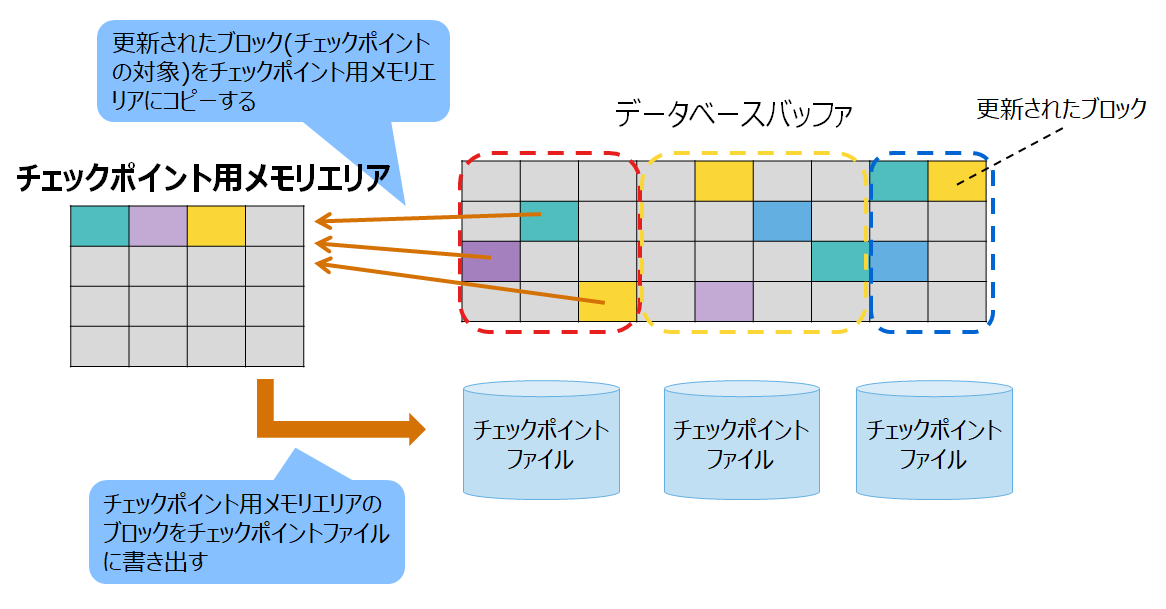 更新されたブロック(チェックポイント
の対象)をチェックポイント用メモリエ
リアにコピーする
データベースバッファ
更新されたブロック
チェックポイント用メモリエリア
チェックポイント
ファイル
チェックポイント
ファイル
チェックポイント
ファイル
チェックポイント用メモリエリアの
ブロックをチェックポイントファイル
に書き出す